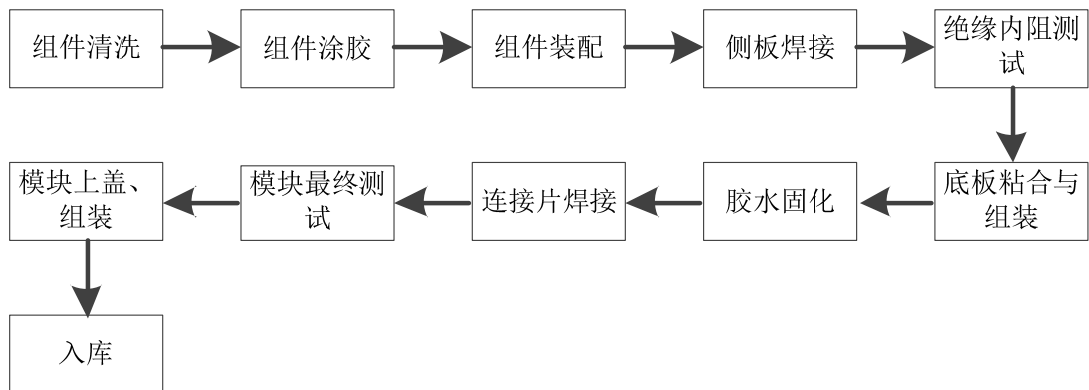 组件清洗
组件涂胶
组件装配
侧板焊接
绝缘内阻测
试
底板粘合与
组装
胶水固化
连接片焊接
模块最终测
试
模块上盖、
组装
入库